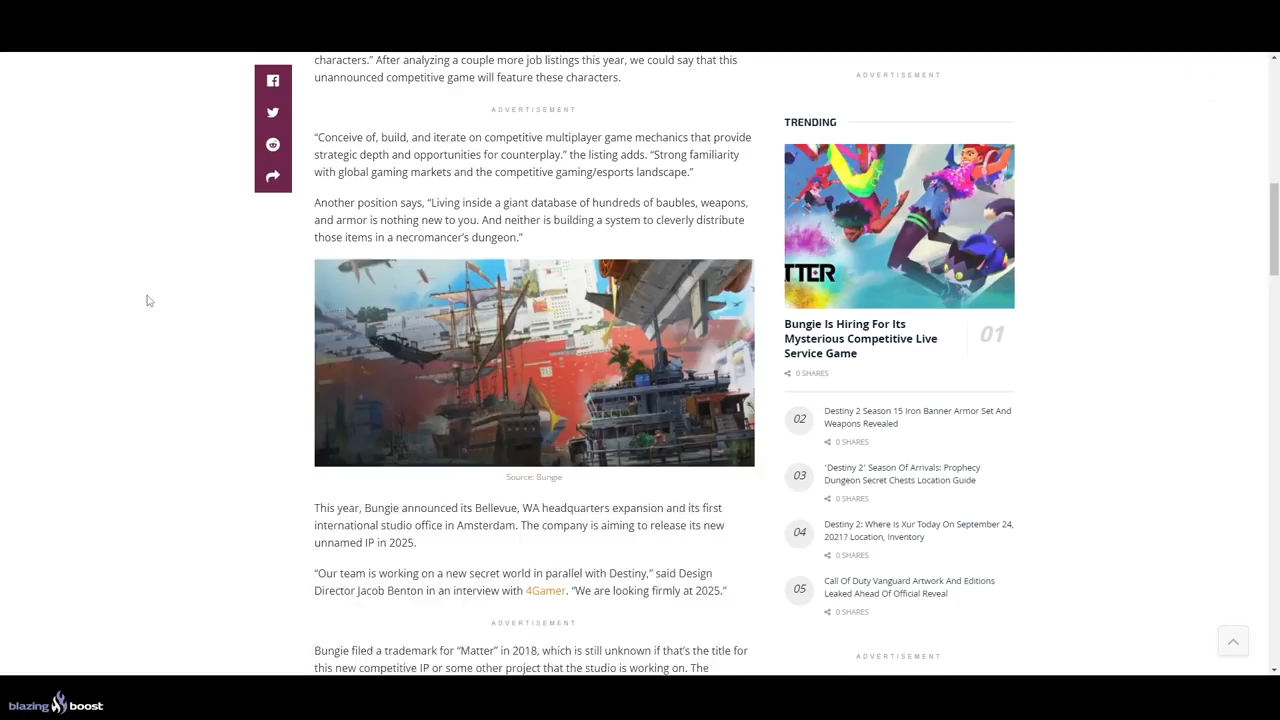 characters.” After analyzing a couple more job listings this year, we could say that this
unannounced competitive game will feature these characters.
ADVERTISEMENT
“Conceive of, build, and iterate on competitive multiplayer game mechanics that provide
strategic depth and opportunities for counterplay,” the listing adds. “Strong familiarity
with global gaming markets and the competitive gaming/esports landscape.”
Another position says, “Living inside a giant database of hundreds of baubles, weapons,
and armor is nothing new to you. And neither is building a system to cleverly distribute
those items in a necromancer’s dungeon.”
Source: Bungie
This year, Bungie announced its Bellevue, WA headquarters expansion and its first
international studio office in Amsterdam. The company is aiming to release its new
unnamed IP in 2025.
“Our team is working on a new secret world in parallel with Destiny,” said Design
Director Jacob Benton in an interview with 4Gamer. “We are looking firmly at 2025.”
ADVERTISEMENT
Bungie filed a trademark for “Matter” in 2018, which is still unknown if that’s the title for
this new competitive IP or some other project that the studio is working on. The
ADVERTISEMENT
TRENDING
TTER
Bungie Is Hiring For Its
Mysterious Competitive Live
Service Game
01
0 SHARES
02
Destiny 2 Season 15 Iron Banner Armor Set And
Weapons Revealed
0 SHARES
03
‘Destiny 2’ Season Of Arrivals: Prophecy
Dungeon Secret Chests Location Guide
0 SHARES
04
Destiny 2: Where Is Xur Today On September 24,
2021? Location, Inventory
0 SHARES
05
Call Of Duty Vanguard Artwork And Editions
Leaked Ahead Of Official Reveal
0 SHARES
ADVERTISEMENT
blazing boost